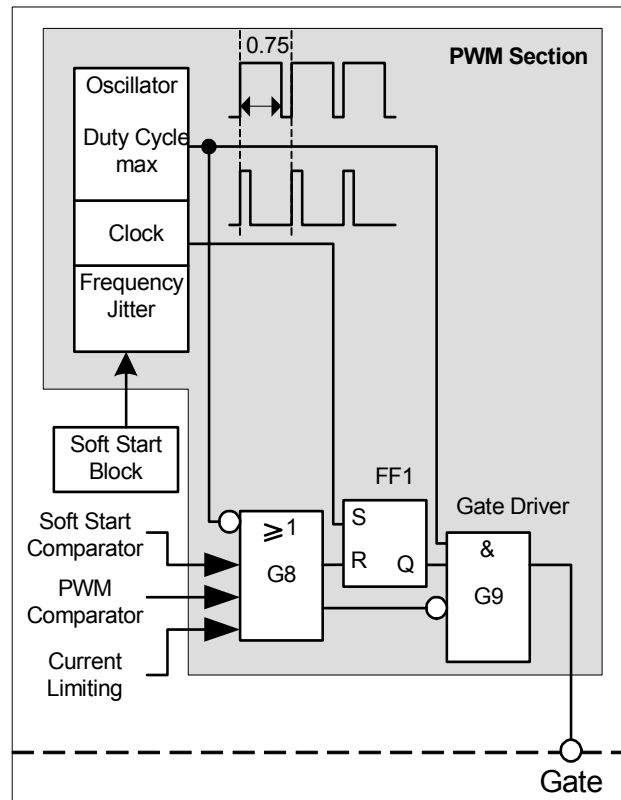 0.75
PWM Section
Oscillator
Duty Cycle
max
Clock
Frequency
Jitter
Soft Start
Block
FF1
Gate Driver
Soft Start
Comparator
PWM
Comparator
Current
Limiting
⩾1
G8
S
R
Q
&
G9
Gate